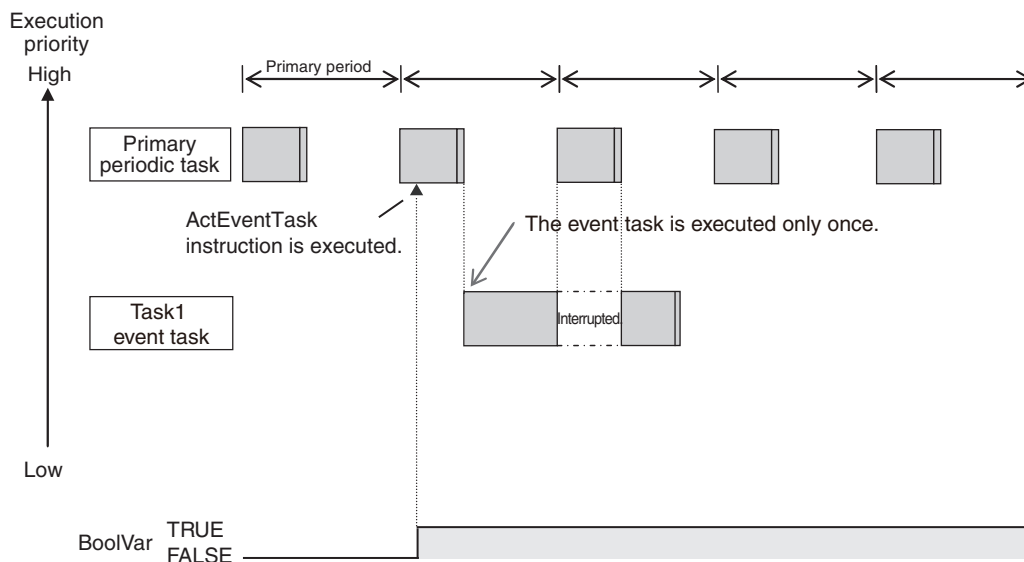 Execution
priority
High
Primary period
Primary
periodic task
ActEventTask
instruction is executed.
The event task is executed only once.
Task1
event task
Interrupted.
Low
BoolVar
TRUE
FALSE